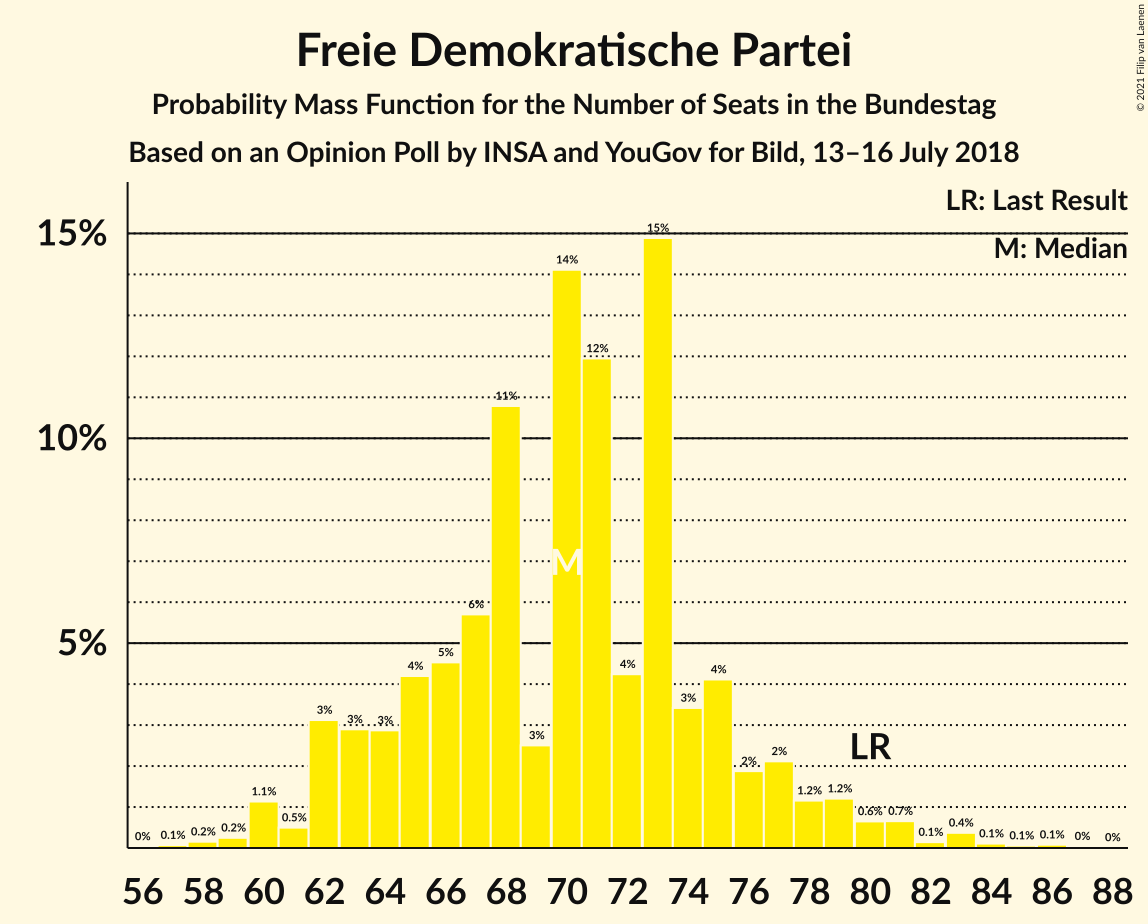 Freie Demokratische Partei
Probability Mass Function for the Number of Seats in the Bundestag
Based on an Opinion Poll by INSA and YouGov for Bild, 13–16 July 2018
© 2021 Filip van Laenen
LR: Last Result
M: Median
15%
10%
5%
0% 0.1% 0.2% 0.2% 1.1% 0.5% 3% 3% 3% 4% 5% 6% 11% 3% 14% 12% 4% 15% 3% 4% 2% 2% 1.2% 1.2% 0.6% 0.7% 0.1% 0.4% 0.1% 0.1% 0.1% 0% 0%
M
LR
56 58 60 62 64 66 68 70 72 74 76 78 80 82 84 86 88